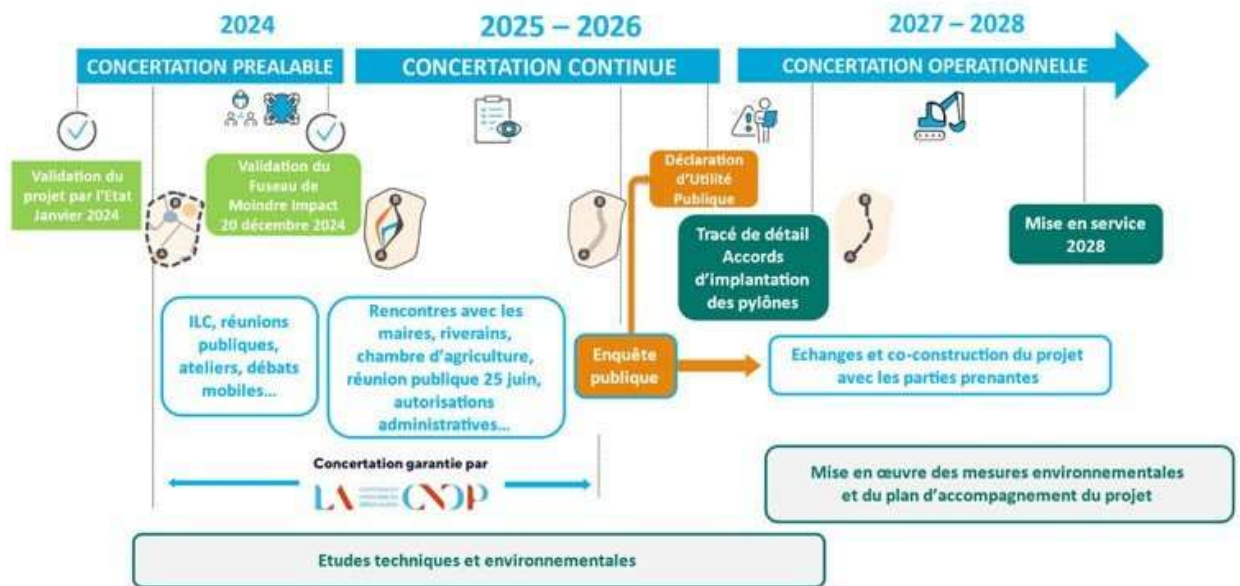 2024
2025 – 2026
2027 – 2028
CONCERTATION PREALABLE
CONCERTATION CONTINUE
CONCERTATION OPERATIONNELLE
Validation du
projet par l'Etat
Janvier 2024
Validation du
Fuseau de
Moindre Impact
20 décembre 2024
Déclaration
d'Utilité
Publique
Tracé de détail
Accords
d'implantation
des pylônes
Mise en service
2028
B
A
B
A
B
A
B
A
ILC, réunions
publiques,
ateliers, débats
mobiles...
Rencontres avec les
maires, riverains,
chambre d'agriculture,
réunion publique 25 juin,
autorisations
administratives...
Enquête
publique
Echanges et co-construction du projet
avec les parties prenantes
Concertation garantie par
LA CNDP
Mise en œuvre des mesures environnementales
et du plan d'accompagnement du projet
Etudes techniques et environnementales